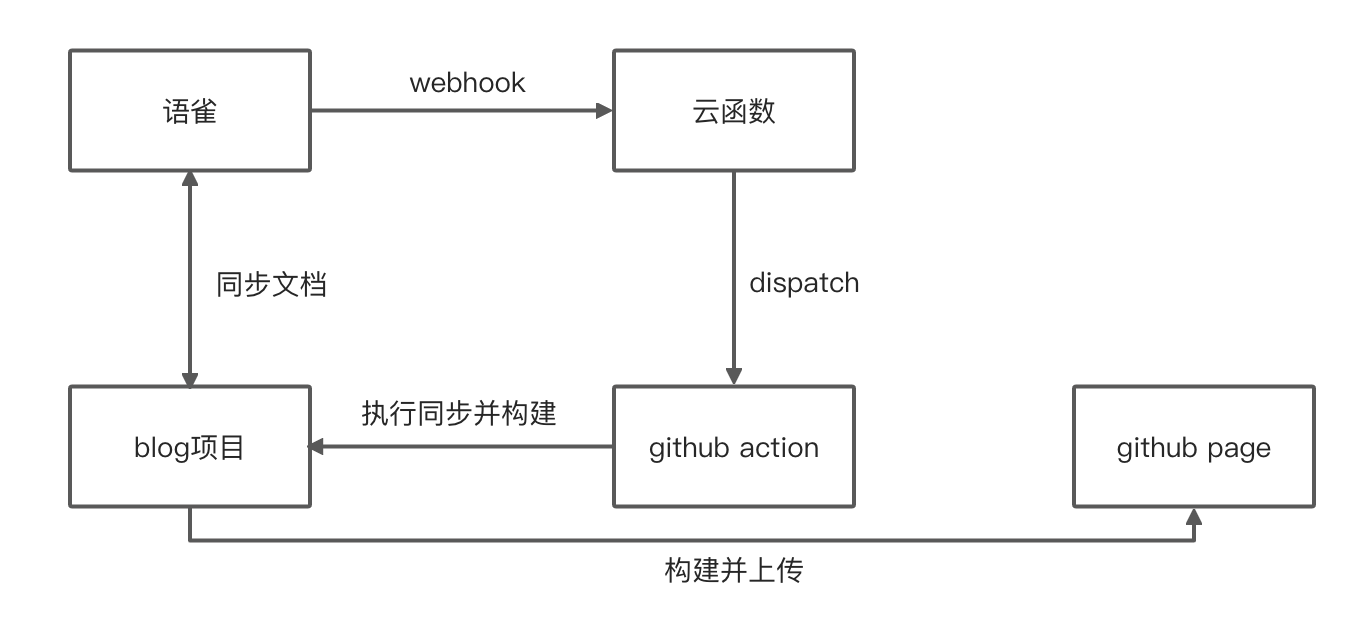 语雀
webhook
云函数
同步文档
dispatch
blog项目
执行同步并构建
github action
github page
构建并上传